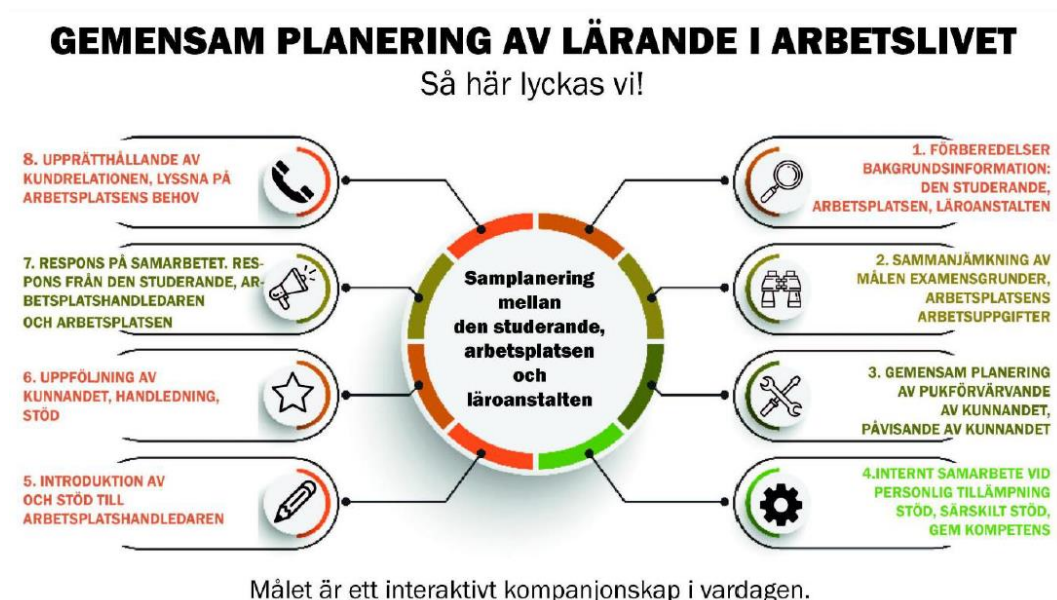 GEMENSAM PLANERING AV LÄRANDE I ARBETSLIVET
Så här lyckas vi!
1. FÖRBEREDELSER
BAKGRUNDSINFORMATION:
DEN STUDERANDE,
ARBETSPLATSEN, LÄROANSTALTEN
2. SAMMANJÄMKNING AV
MÅLEN EXAMENSGRUNDER,
ARBETSPLATSENS
ARBETSUPPGIFTER
3. GEMENSAM PLANERING
AV PUKFÖRVÄRVANDE
AV KUNNANDET,
PÅVISANDE AV KUNNANDET
4.INTERNT SAMARBETE VID
PERSONLIG TILLÄMPNING
STÖD, SÄRSKILT STÖD,
GEM KOMPETENS
5. INTRODUKTION AV
OCH STÖD TILL
ARBETSPLATSHANDLEDAREN
6. UPPFÖLJNING AV
KUNNANDET, HANDLEDNING,
STÖD
7. RESPONS PÅ SAMARBETET. RES-
PONS FRÅN DEN STUDERANDE, AR-
BETSPLATSHANDLEDAREN
OCH ARBETSPLATSEN
8. UPPRÄTTHÅLLANDE AV
KUNDRELATIONEN, LYSSNA PÅ
ARBETSPLATSENS BEHOV
Samplanering
mellan
den studerande,
arbetsplatsen
och
läroanstalten
Målet är ett interaktivt kompanjonskap i vardagen.